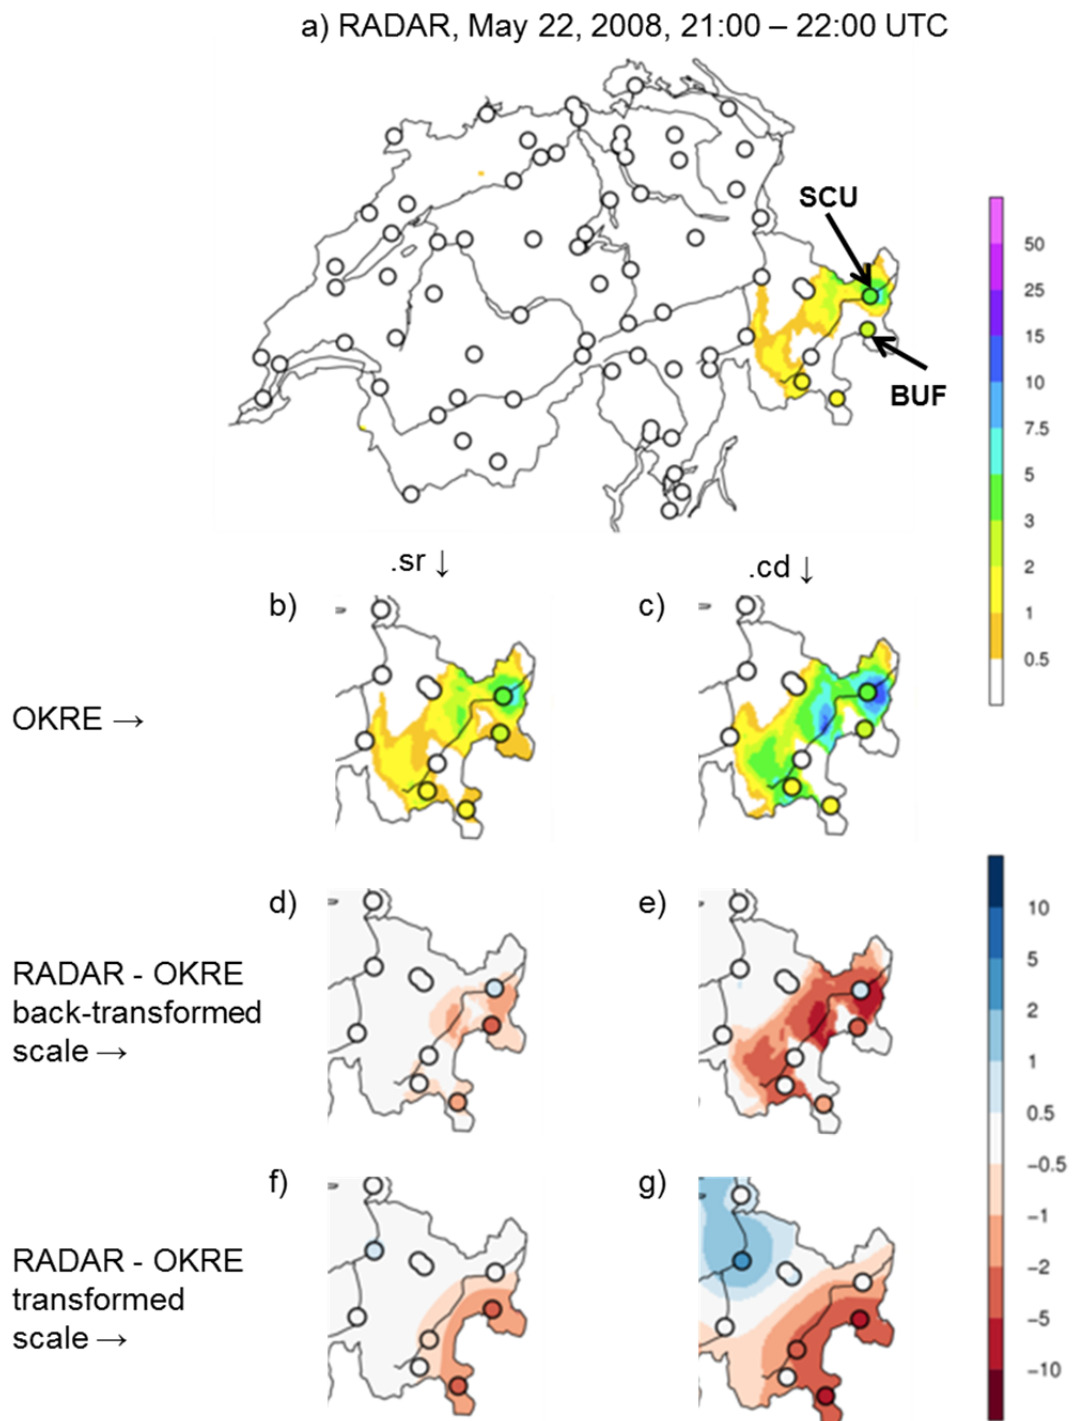 a) RADAR, May 22, 2008, 21:00 – 22:00 UTC
SCU
BUF
50
25
15
10
7.5
5
3
2
1
0.5
.sr ↓
.cd ↓
b)
c)
OKRE →
d)
e)
RADAR - OKRE
back-transformed
scale →
f)
g)
RADAR - OKRE
transformed
scale →
10
5
2
1
0.5
−0.5
−1
−2
−5
−10